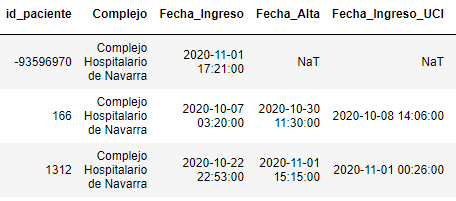 id_paciente Complejo Fecha_Ingreso Fecha_Alta Fecha_Ingreso_UCI
-93596970 Complejo Hospitalario de Navarra 2020-11-01 17:21:00 NaT NaT
166 Complejo Hospitalario de Navarra 2020-10-07 03:20:00 2020-10-30 11:30:00 2020-10-08 14:06:00
1312 Complejo Hospitalario de Navarra 2020-10-22 22:53:00 2020-11-01 15:15:00 2020-11-01 00:26:00